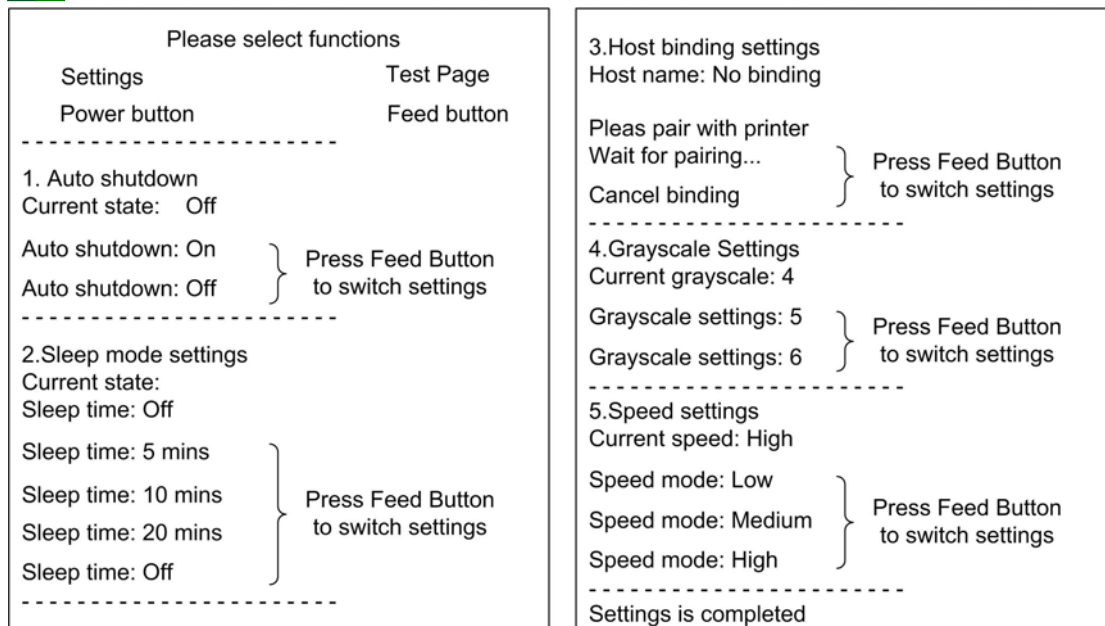 Please select functions
Settings Test Page
Power button Feed button
- - - - - - - - - - - - - - - - - - - - - - -
1. Auto shutdown
Current state: Off
Auto shutdown: On
Auto shutdown: Off
Press Feed Button
to switch settings
- - - - - - - - - - - - - - - - - - - - - - -
2.Sleep mode settings
Current state:
Sleep time: Off
Sleep time: 5 mins
Sleep time: 10 mins
Sleep time: 20 mins
Sleep time: Off
Press Feed Button
to switch settings
- - - - - - - - - - - - - - - - - - - - - - -
3.Host binding settings
Host name: No binding
Pleas pair with printer
Wait for pairing...
Cancel binding
Press Feed Button
to switch settings
- - - - - - - - - - - - - - - - - - - - - - -
4.Grayscale Settings
Current grayscale: 4
Grayscale settings: 5
Grayscale settings: 6
Press Feed Button
to switch settings
- - - - - - - - - - - - - - - - - - - - - - -
5.Speed settings
Current speed: High
Speed mode: Low
Speed mode: Medium
Speed mode: High
Press Feed Button
to switch settings
- - - - - - - - - - - - - - - - - - - - - - -
Settings is completed